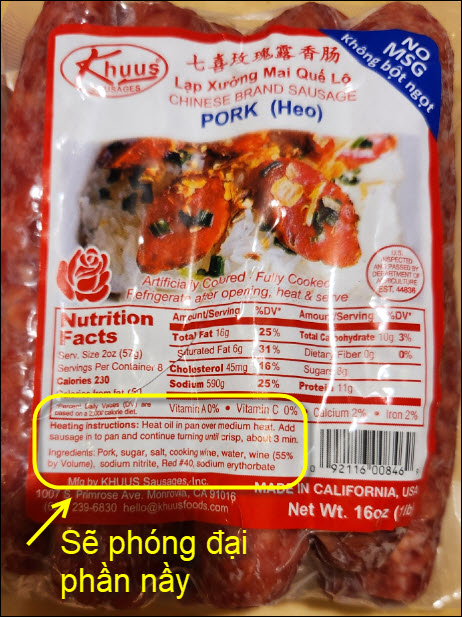 Khuus
SAUSAGES
七喜玫瑰露香肠
Lạp Xưởng Mai Quế Lộ
CHINESE BRAND SAUSAGE
PORK (Heo)
NO
MSG
Không bột ngọt
Artificially Coured - Fully Cooked
Refrigerate after opening, heat & serve
U.S.
INSPECTED
AND PASSED BY
DEPARTMENT OF
AGRICULTURE
EST. 44836
Nutrition
Facts
Serv. Size 2oz (57g)
Servings Per Container 8
Calories 230
Calories from fat
Percent Daily Values (DV) are
based on a 2,000 calorie diet.
Amount/Serving %DV*
Total Fat 16g 25%
Saturated Fat 6g 31%
Cholesterol 45mg 16%
Sodium 590g 25%
Amount/Serving %DV*
Total Carbohydrate 10g 3%
Dietary Fiber 0g 0%
Sugars 9g
Protein 11g
Vitamin A 0% • Vitamin C 0% • Calcium 2% • Iron 2%
Heating instructions: Heat oil in pan over medium heat. Add
sausage in to pan and continue turning until crisp, about 3 min.
Ingredients: Pork, sugar, salt, cooking wine, water, wine (55%
by Volume), sodium nitrite, Red #40, sodium erythorbate
Mfg by KHUUS Sausages, Inc.
1007 S. Primrose Ave. Monrovia, CA 91016
239-6830 hello@khuusfoods.com
0 92116 00846
MADE IN CALIFORNIA, USA
Net Wt. 16oz (1lb)
Sẽ phóng đại
phần nầy